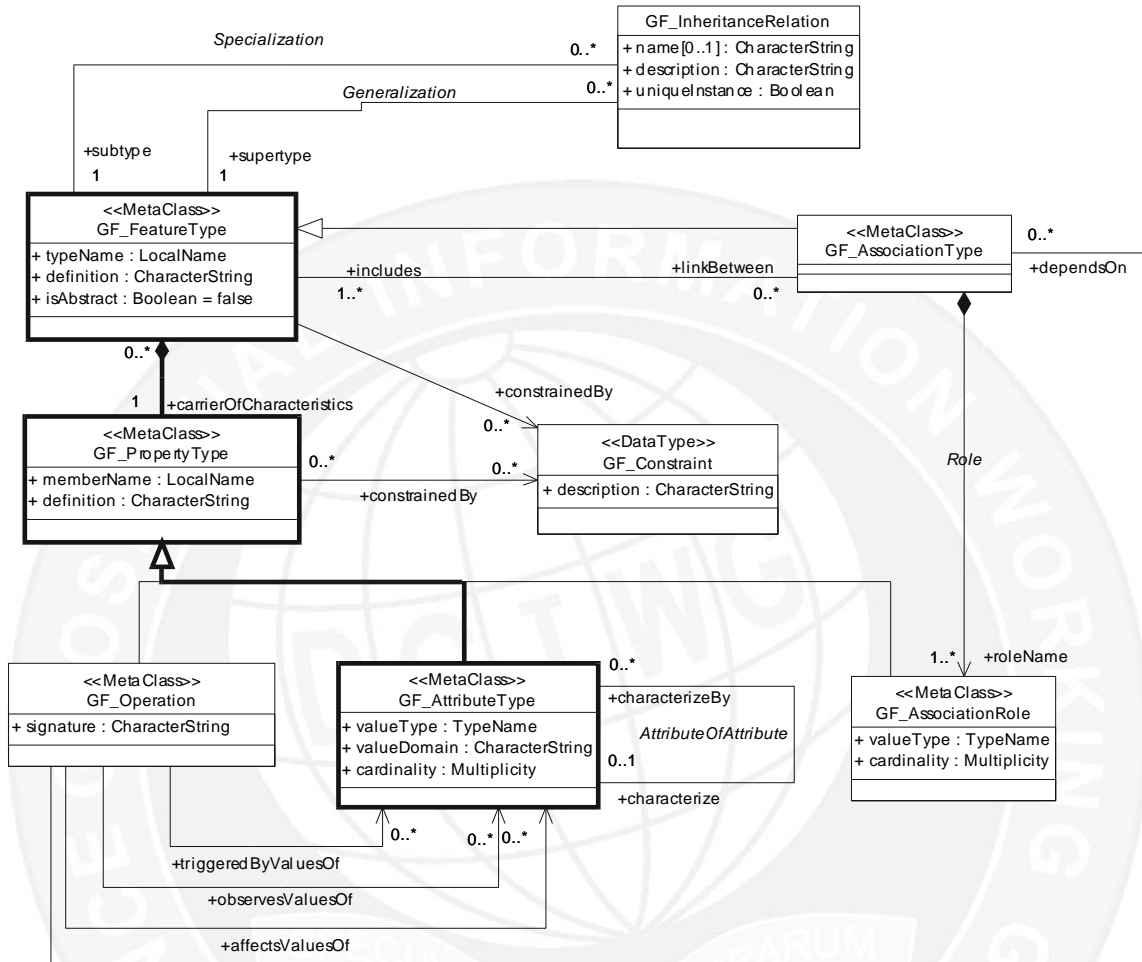 GF_InheritanceRelation
+ name[0..1] : CharacterString
+ description : CharacterString
+ uniqueInstance : Boolean
Specialization
0..*
Generalization
0..*
+subtype
1
+supertype
1
<<MetaClass>>
GF_FeatureType
+ typeName : LocalName
+ definition : CharacterString
+ isAbstract : Boolean = false
<<MetaClass>>
GF_AssociationType
0..*
+dependsOn
+includes
1..*
+linkBetween
0..*
0..*
1
+carrierOfCharacteristics
+constrainedBy
0..*
<<MetaClass>>
GF_PropertyType
+ memberName : LocalName
+ definition : CharacterString
0..*
0..*
+constrainedBy
<<DataType>>
GF_Constraint
+ description : CharacterString
Role
<<MetaClass>>
GF_Operation
+ signature : CharacterString
<<MetaClass>>
GF_AttributeType
+ valueType : TypeName
+ valueDomain : CharacterString
+ cardinality : Multiplicity
0..*
+characterizeBy
AttributeOfAttribute
0..1
+characterize
1..*
+roleName
<<MetaClass>>
GF_AssociationRole
+ valueType : TypeName
+ cardinality : Multiplicity
0..*
0..*
0..*
+triggeredByValuesOf
+observesValuesOf
+affectsValuesOf
INFORMATION WORKING G
DGIWG